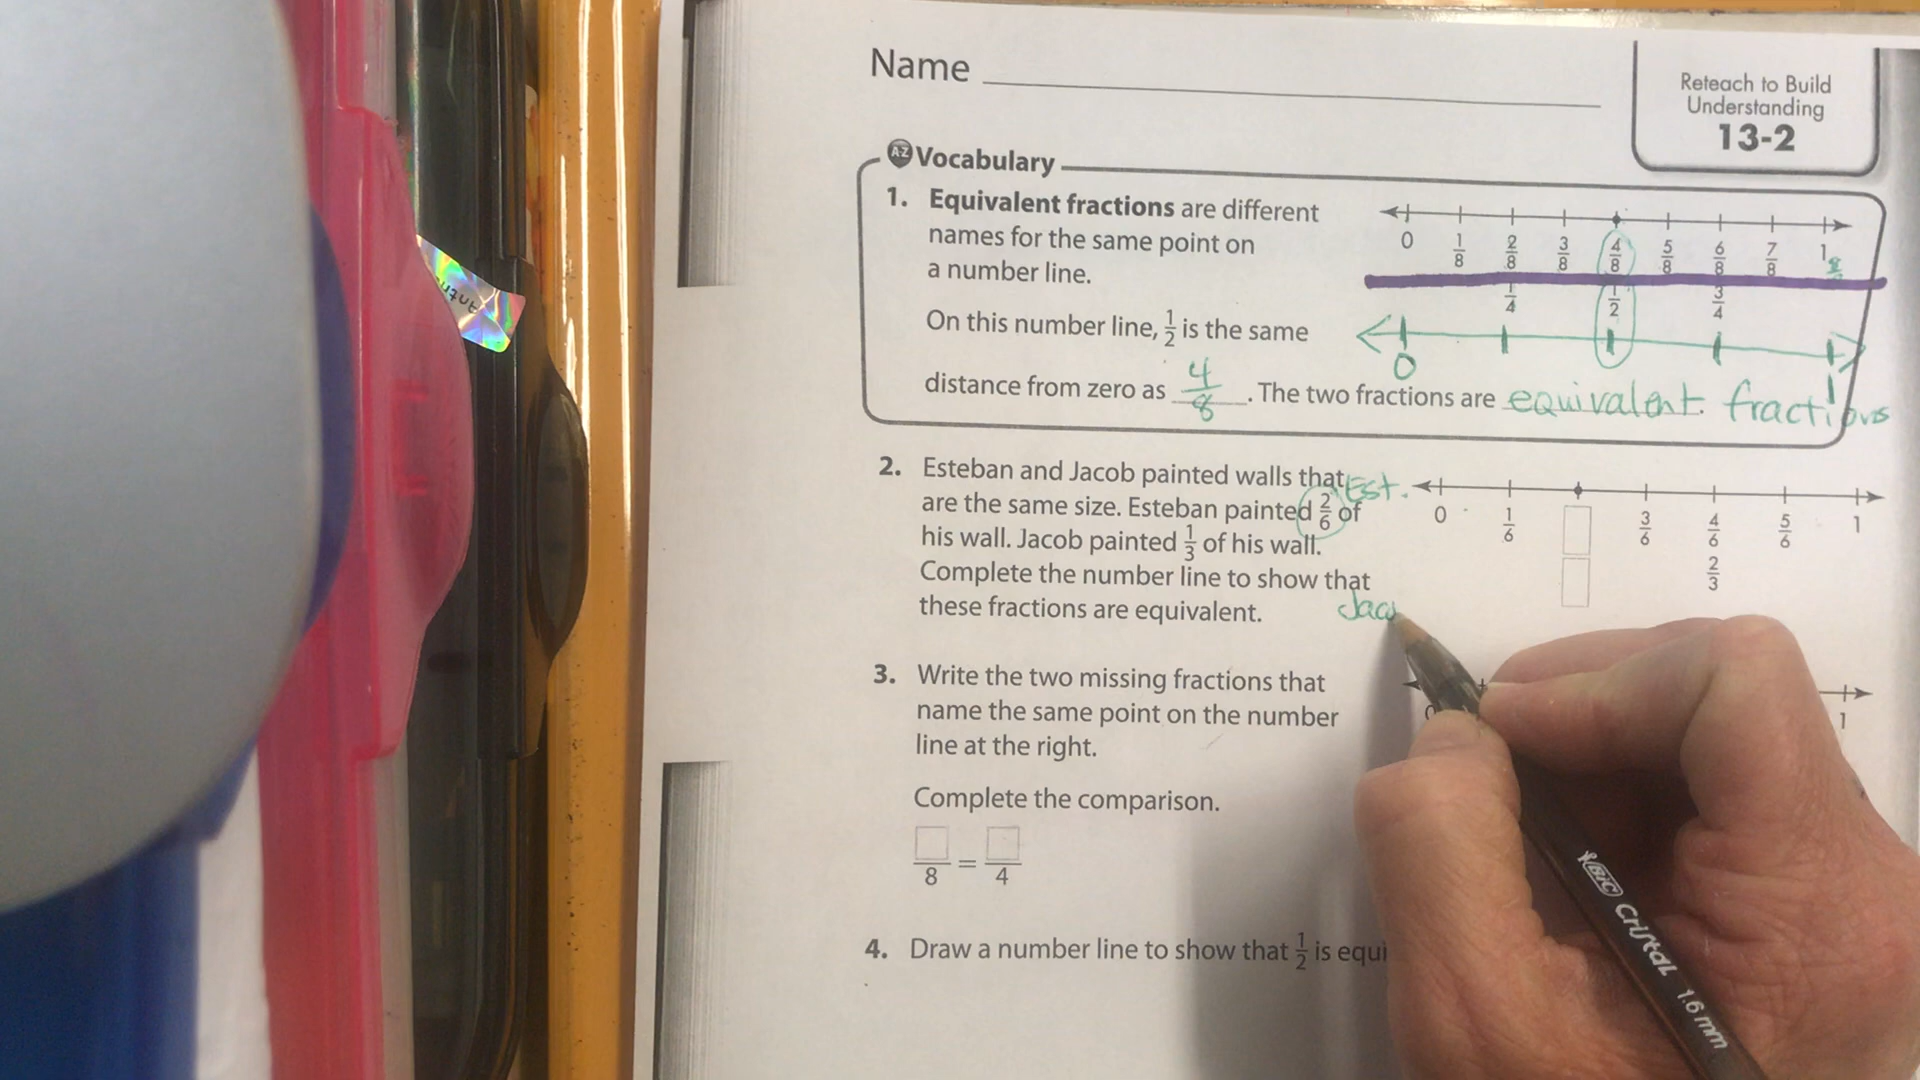 Name
Reteach to Build
Understanding
13-2
A-Z Vocabulary
1. Equivalent fractions are different
names for the same point on
a number line.
0 1/8 2/8 3/8 4/8 5/8 6/8 7/8 1
1/4 1/2 3/4
0 1
On this number line, 1/2 is the same
distance from zero as 4/8. The two fractions are equivalent. fractions
2. Esteban and Jacob painted walls that
are the same size. Esteban painted 2/6 of
his wall. Jacob painted 1/3 of his wall.
Complete the number line to show that
these fractions are equivalent.
Est.
0 1/6 3/6 4/6 5/6 1
2/3
Jaco
3. Write the two missing fractions that
name the same point on the number
line at the right.
0 1
Complete the comparison.
8 = 4
4. Draw a number line to show that 1/2 is equi
BIC Cristal 1.6 mm